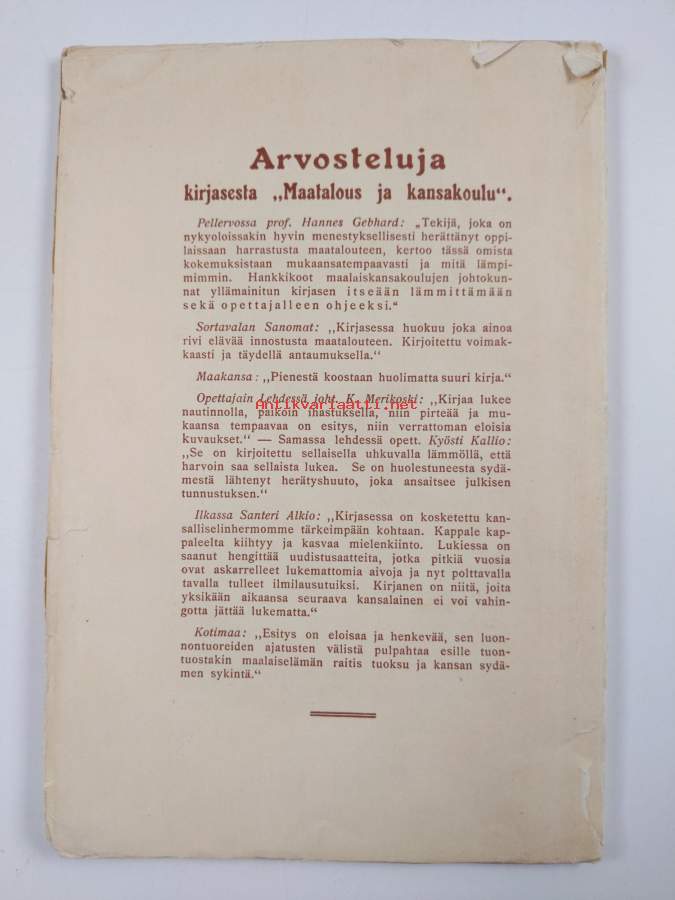 Arvosteluja
kirjasesta „Maatalous ja kansakoulu“.
Pellervossa prof. Hannes Gebhard: „Tekijä, joka on
nykyoloissakin hyvin menestyksellisesti herättänyt oppi-
laissaan harrastusta maatalouteen, kertoo tässä omista
kokemuksistaan mukaansatempaavasti ja mitä lämpi-
mimmin. Hankkikoot maalaiskansakoulujen johtokun-
nat yllämainitun kirjasen itseään lämmittämään
sekä opettajalleen ohjeeksi.“
Sortavalan Sanomat: „Kirjasessa huokuu joka ainoa
rivi elävää innostusta maatalouteen. Kirjoitettu voimak-
kaasti ja täydellä antaumuksella.“
Maakansa: „Pienestä koostaan huolimatta suuri kirja.“
Opettajain Lehdessä joht. K. Merikoski: „Kirjaa lukee
Antikvariaatti.net
nautinnolla, paikoin ihastuksella, niin pirteää ja mu-
kaansa tempaavaa on esitys, niin verrattoman eloisia
kuvaukset.“ — Samassa lehdessä opett. Kyösti Kallio:
„Se on kirjoitettu sellaisella uhkuvalla lämmöllä, että
harvoin saa sellaista lukea. Se on huolestuneesta sydä-
mestä lähtenyt herätyshuuto, joka ansaitsee julkisen
tunnustuksen.“
Ilkassa Santeri Alkio: „Kirjasessa on kosketettu kan-
salliselinhermomme tärkeimpään kohtaan. Kappale kap-
paleelta kiihtyy ja kasvaa mielenkiinto. Lukiessa on
saanut hengittää uudistusaatteita, jotka pitkiä vuosia
ovat askarrelleet lukemattomia aivoja ja nyt polttavalla
tavalla tulleet ilmilausutuiksi. Kirjanen on niitä, joita
yksikään aikaansa seuraava kansalainen ei voi vahin-
gotta jättää lukematta.“
Kotimaa: „Esitys on eloisaa ja henkevää, sen luon-
nontuoreiden ajatusten välistä pulpahtaa esille tuon-
tuostakin maalaiselämän raitis tuoksu ja kansan sydä-
men sykintä.“